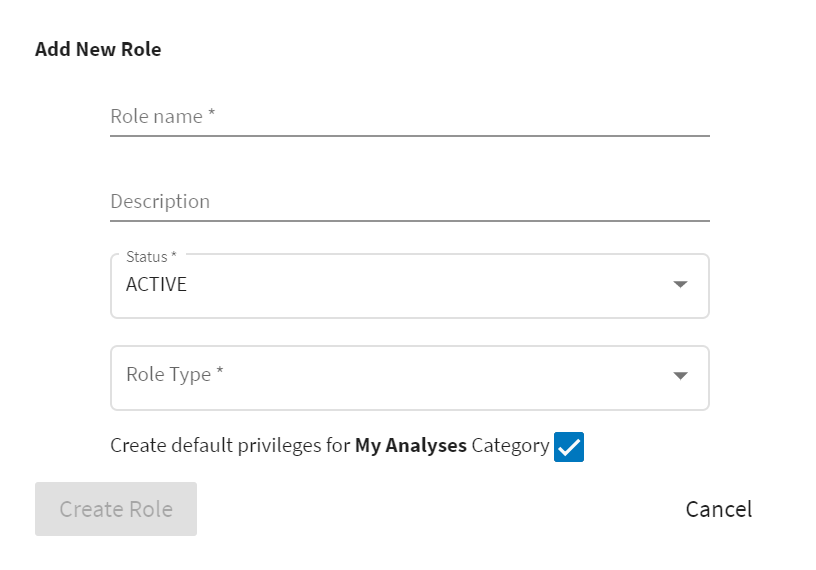 Add New Role
Role name *
Description
Status *
ACTIVE
Role Type *
Create default privileges for My Analyses Category
Create Role
Cancel